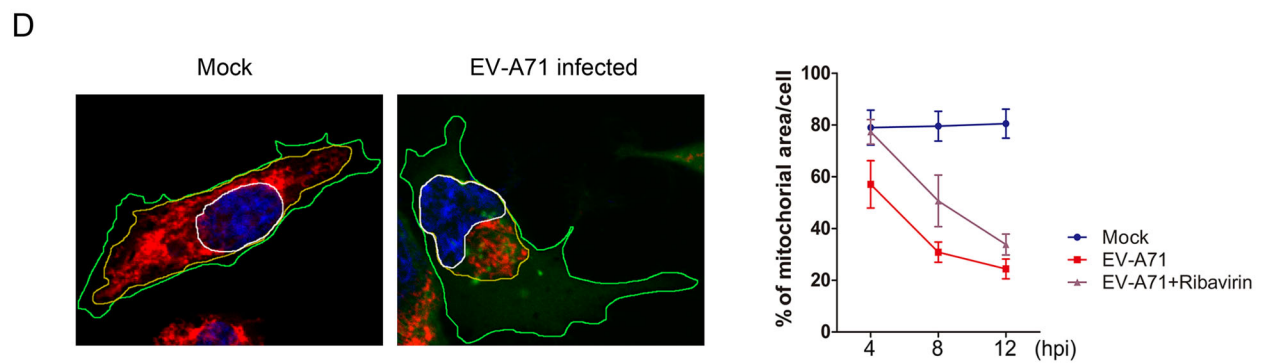 D
Mock
EV-A71 infected
% of mitochorial area/cell
100
80
60
40
20
0
4
8
12
(hpi)
Mock
EV-A71
EV-A71+Ribavirin